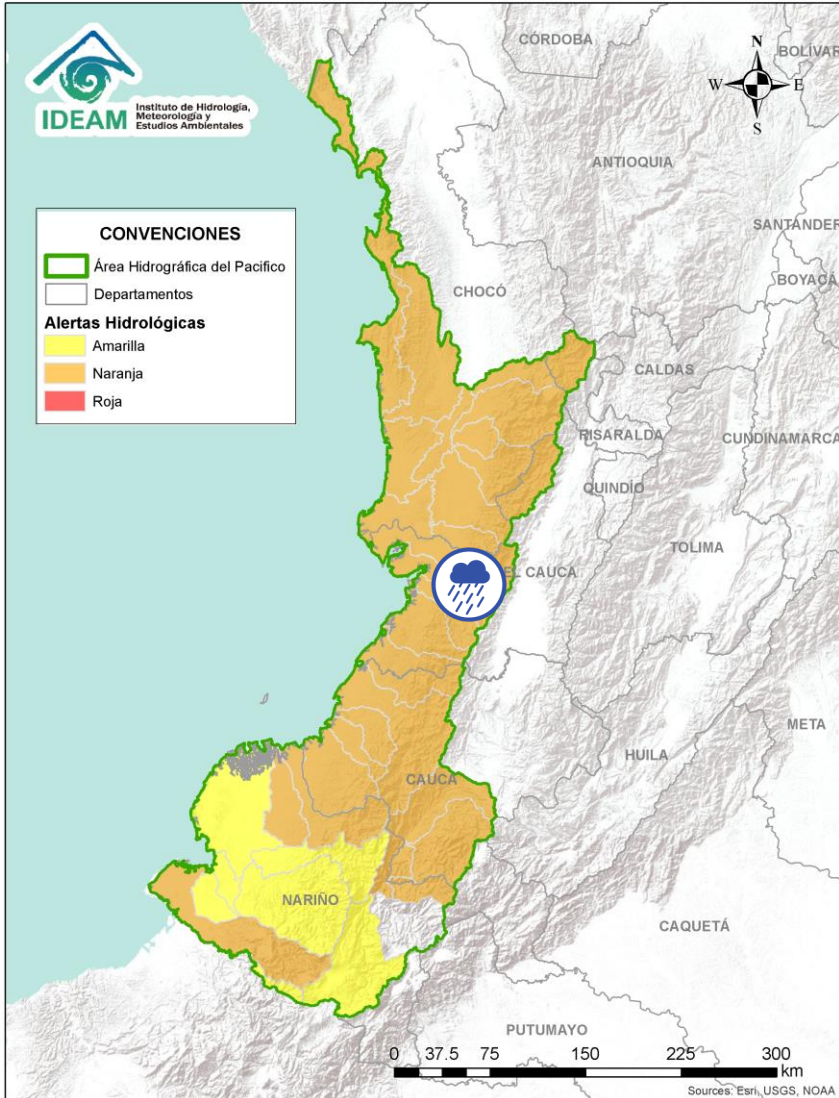 IDEAM
Instituto de Hidrología,
Meteorología y
Estudios Ambientales
CONVENCIONES
Área Hidrográfica del Pacifico
Departamentos
Alertas Hidrológicas
Amarilla
Naranja
Roja
N
W E
S
CÓRDOBA
BOLÍVAR
ANTIOQUIA
SANTANDER
BOYACÁ
CHOCÓ
CALDAS
RISARALDA
CUNDINAMARCA
QUINDÍO
TOLIMA
EL CAUCA
META
HUILA
CAUCA
NARIÑO
CAQUETÁ
PUTUMAYO
0 37.5 75 150 225 300
km
Sources: Esri, USGS, NOAA